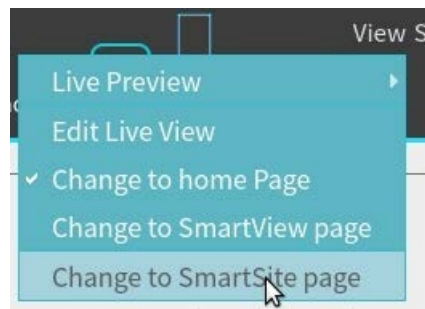 View S
Live Preview
Edit Live View
Change to home Page
Change to SmartView page
Change to SmartSite page